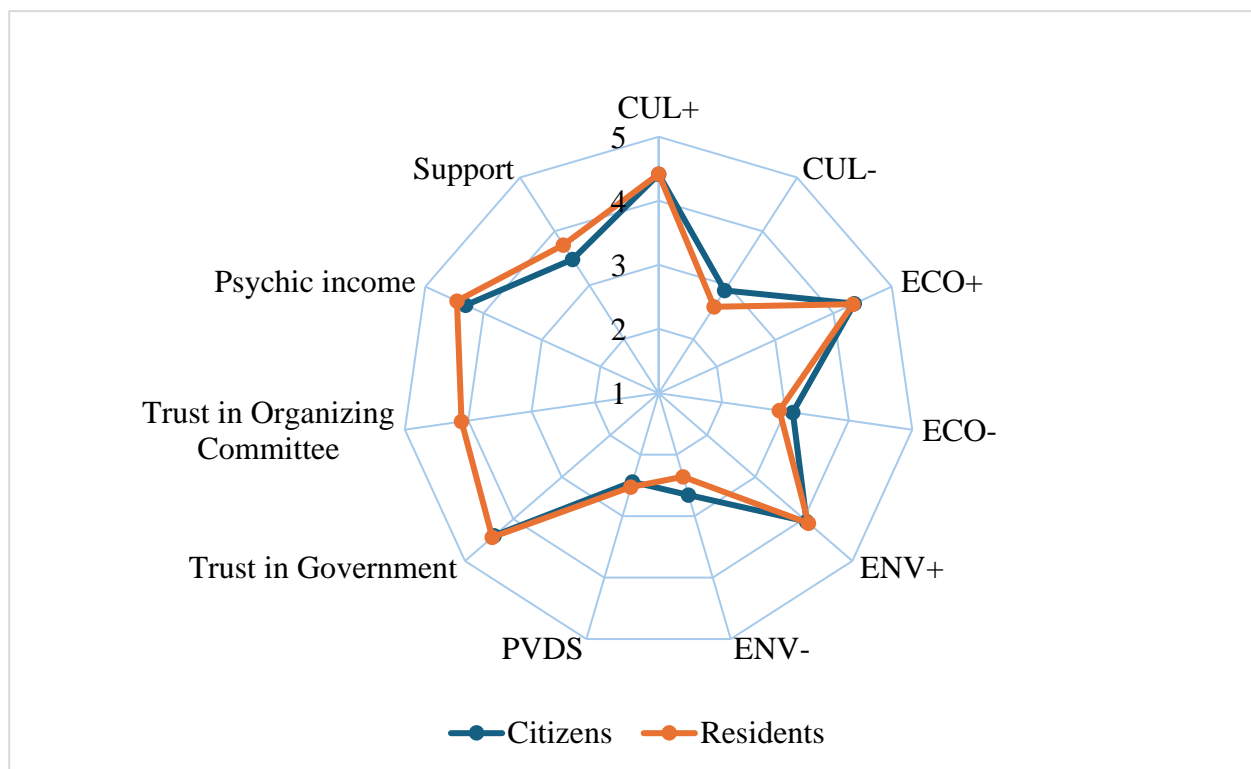 CUL+
5
Support
CUL-
4
3
Psychic income
ECO+
2
1
Trust in Organizing
Committee
ECO-
Trust in Government
ENV+
PVDS
ENV-
Citizens
Residents